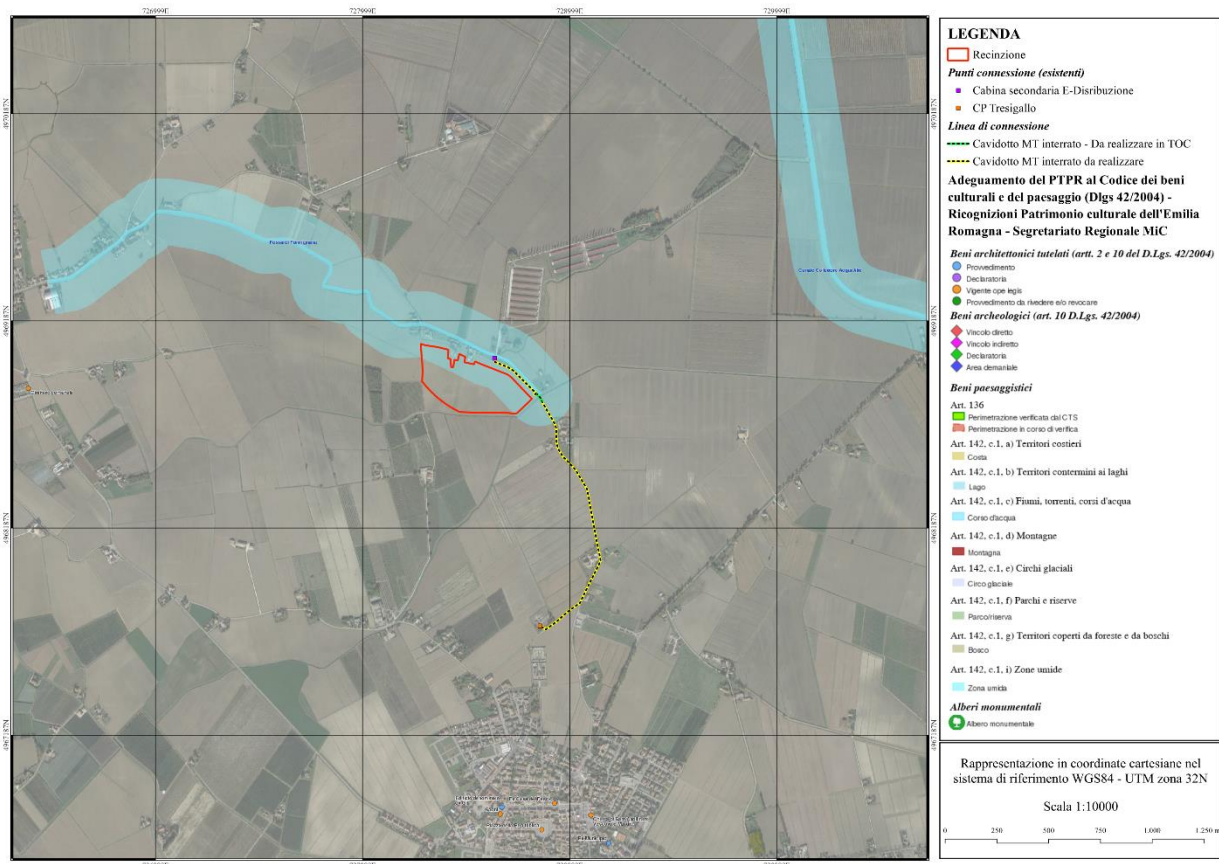 726999E 727999E 728999E 729999E
4970187N
4970187N
4969187N
4969187N
4968187N
4968187N
4967187N
4967187N
LEGENDA
Recinzione
Punti connessione (esistenti)
Cabina secondaria E-Disribuzione
CP Tresigallo
Linea di connessione
Cavidotto MT interrato - Da realizzare in TOC
Cavidotto MT interrato da realizzare
Adeguamento del PTPR al Codice dei beni
culturali e del paesaggio (Dlgs 42/2004) -
Ricognizioni Patrimonio culturale dell'Emilia
Romagna - Segretariato Regionale MiC
Beni architettonici tutelati (artt. 2 e 10 del D.Lgs. 42/2004)
Provvedimento
Declaratoria
Vigente ope legis
Provvedimento da rivedere e/o revocare
Beni archeologici (art. 10 D.Lgs. 42/2004)
Vincolo diretto
Vincolo indiretto
Declaratoria
Area demaniale
Beni paesaggistici
Art. 136
Perimetrazione verificata dal CTS
Perimetrazione in corso di verifica
Art. 142, c.1, a) Territori costieri
Costa
Art. 142, c.1, b) Territori contermini ai laghi
Lago
Art. 142, c.1, c) Fiumi, torrenti, corsi d'acqua
Corso d'acqua
Art. 142, c.1, d) Montagne
Montagna
Art. 142, c.1, e) Circhi glaciali
Circo glaciale
Art. 142, c.1, f) Parchi e riserve
Parco/riserva
Art. 142, c.1, g) Territori coperti da foreste e da boschi
Bosco
Art. 142, c.1, i) Zone umide
Zona umida
Alberi monumentali
Albero monumentale
Rappresentazione in coordinate cartesiane nel
sistema di riferimento WGS84 - UTM zona 32N
Scala 1:10000
0 250 500 750 1.000 1.250 m